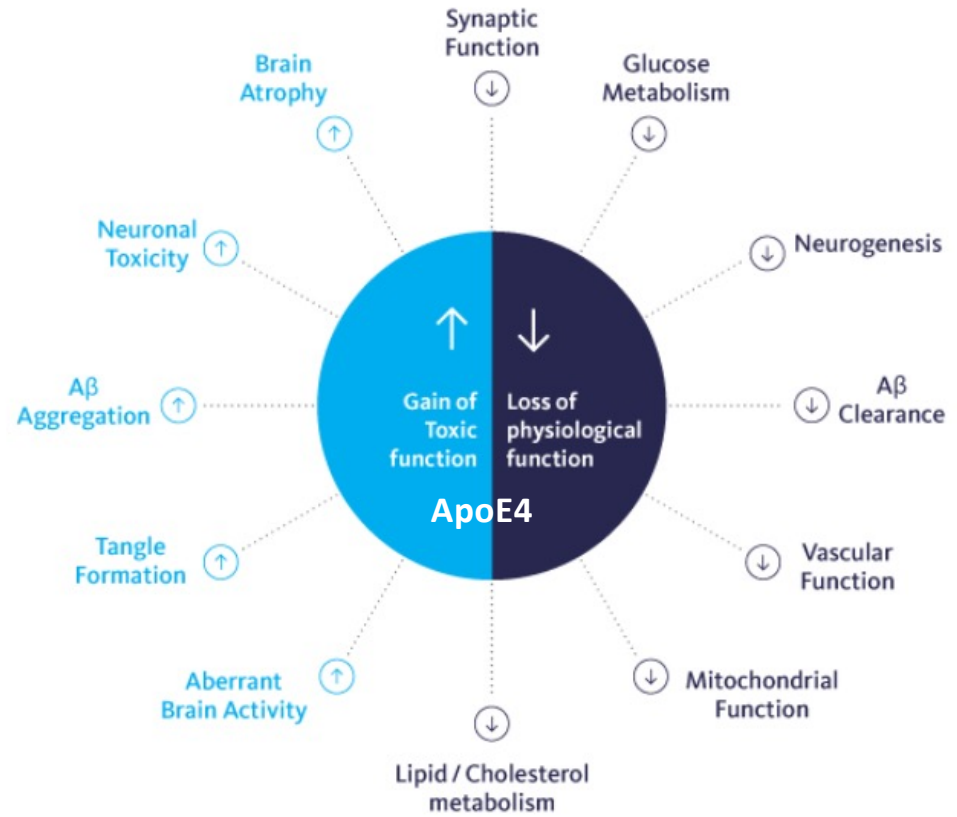 Synaptic
Function
Glucose
Metabolism
Neurogenesis
Aβ
Clearance
Vascular
Function
Mitochondrial
Function
Lipid / Cholesterol
metabolism
Aberrant
Brain Activity
Tangle
Formation
Aβ
Aggregation
Neuronal
Toxicity
Brain
Atrophy
Gain of
Toxic
function
Loss of
physiological
function
ApoE4